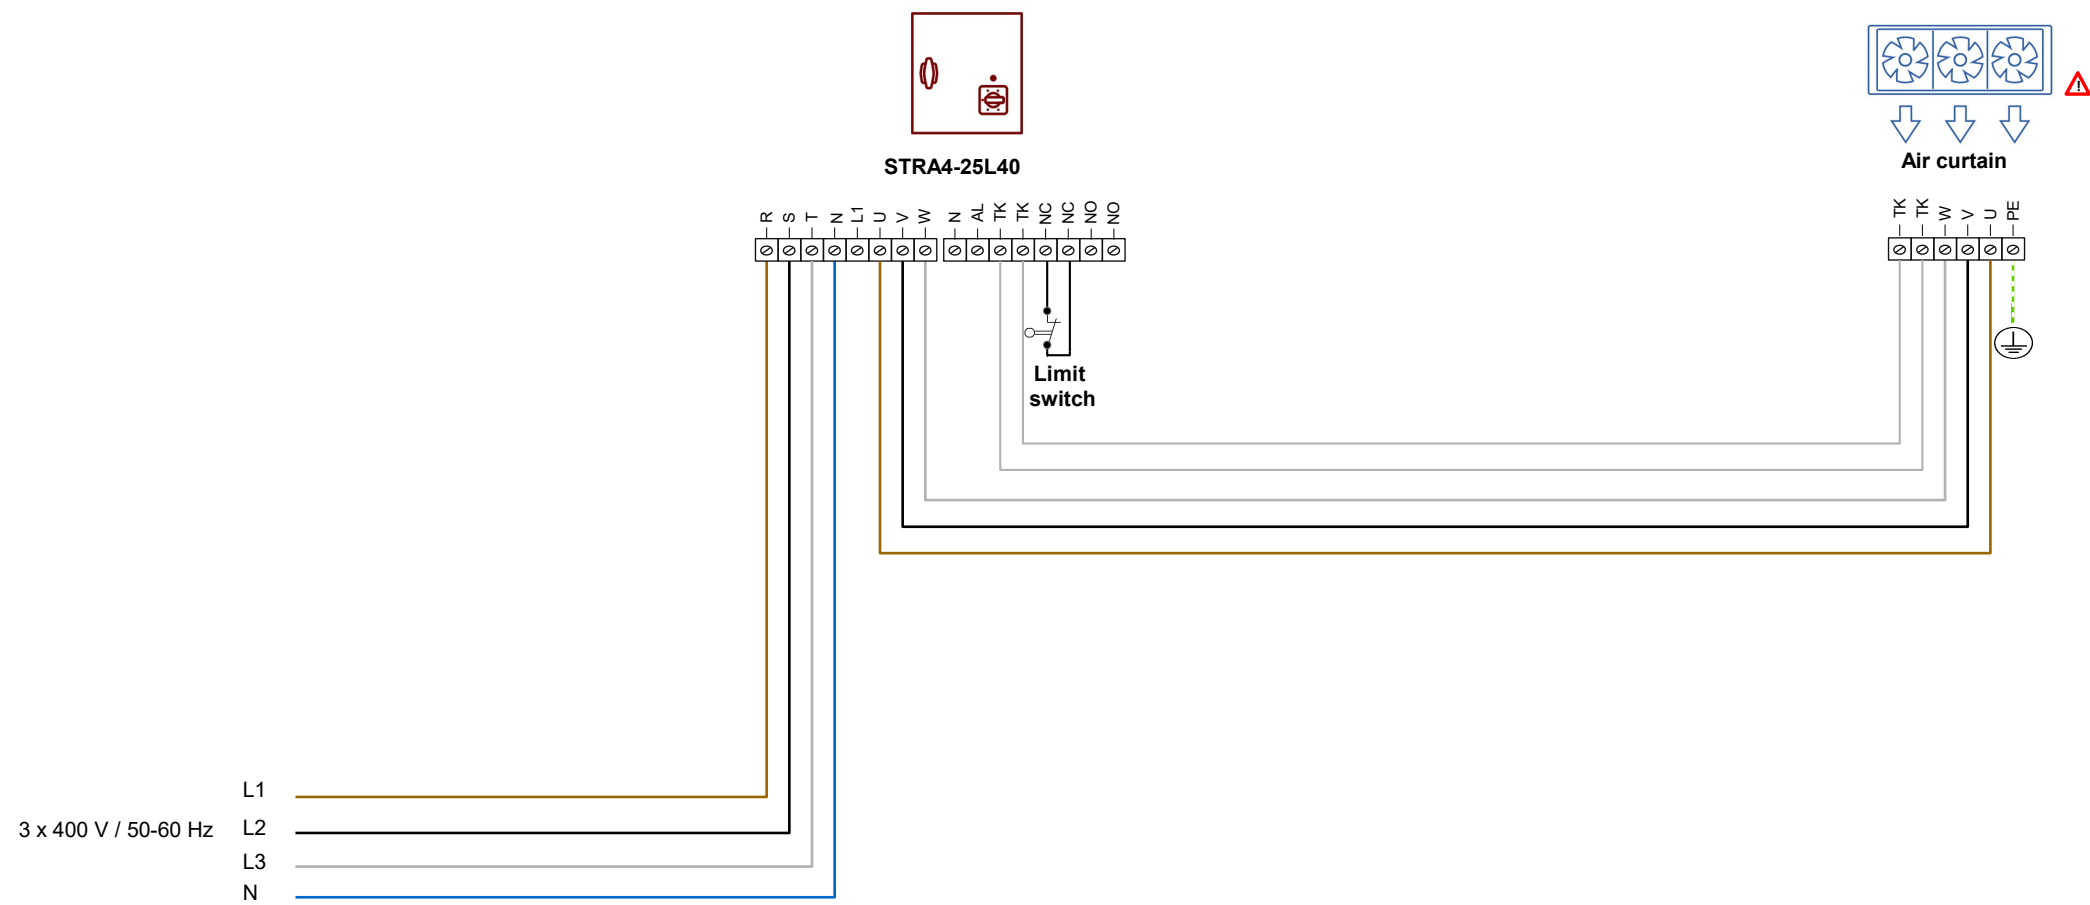 STRA4-25L40
Air curtain
R S T N L1 U V W N AL TK TK NC NC NO NO
TK TK W V U PE
Limit
switch
L1
3 x 400 V / 50-60 Hz L2
L3
N